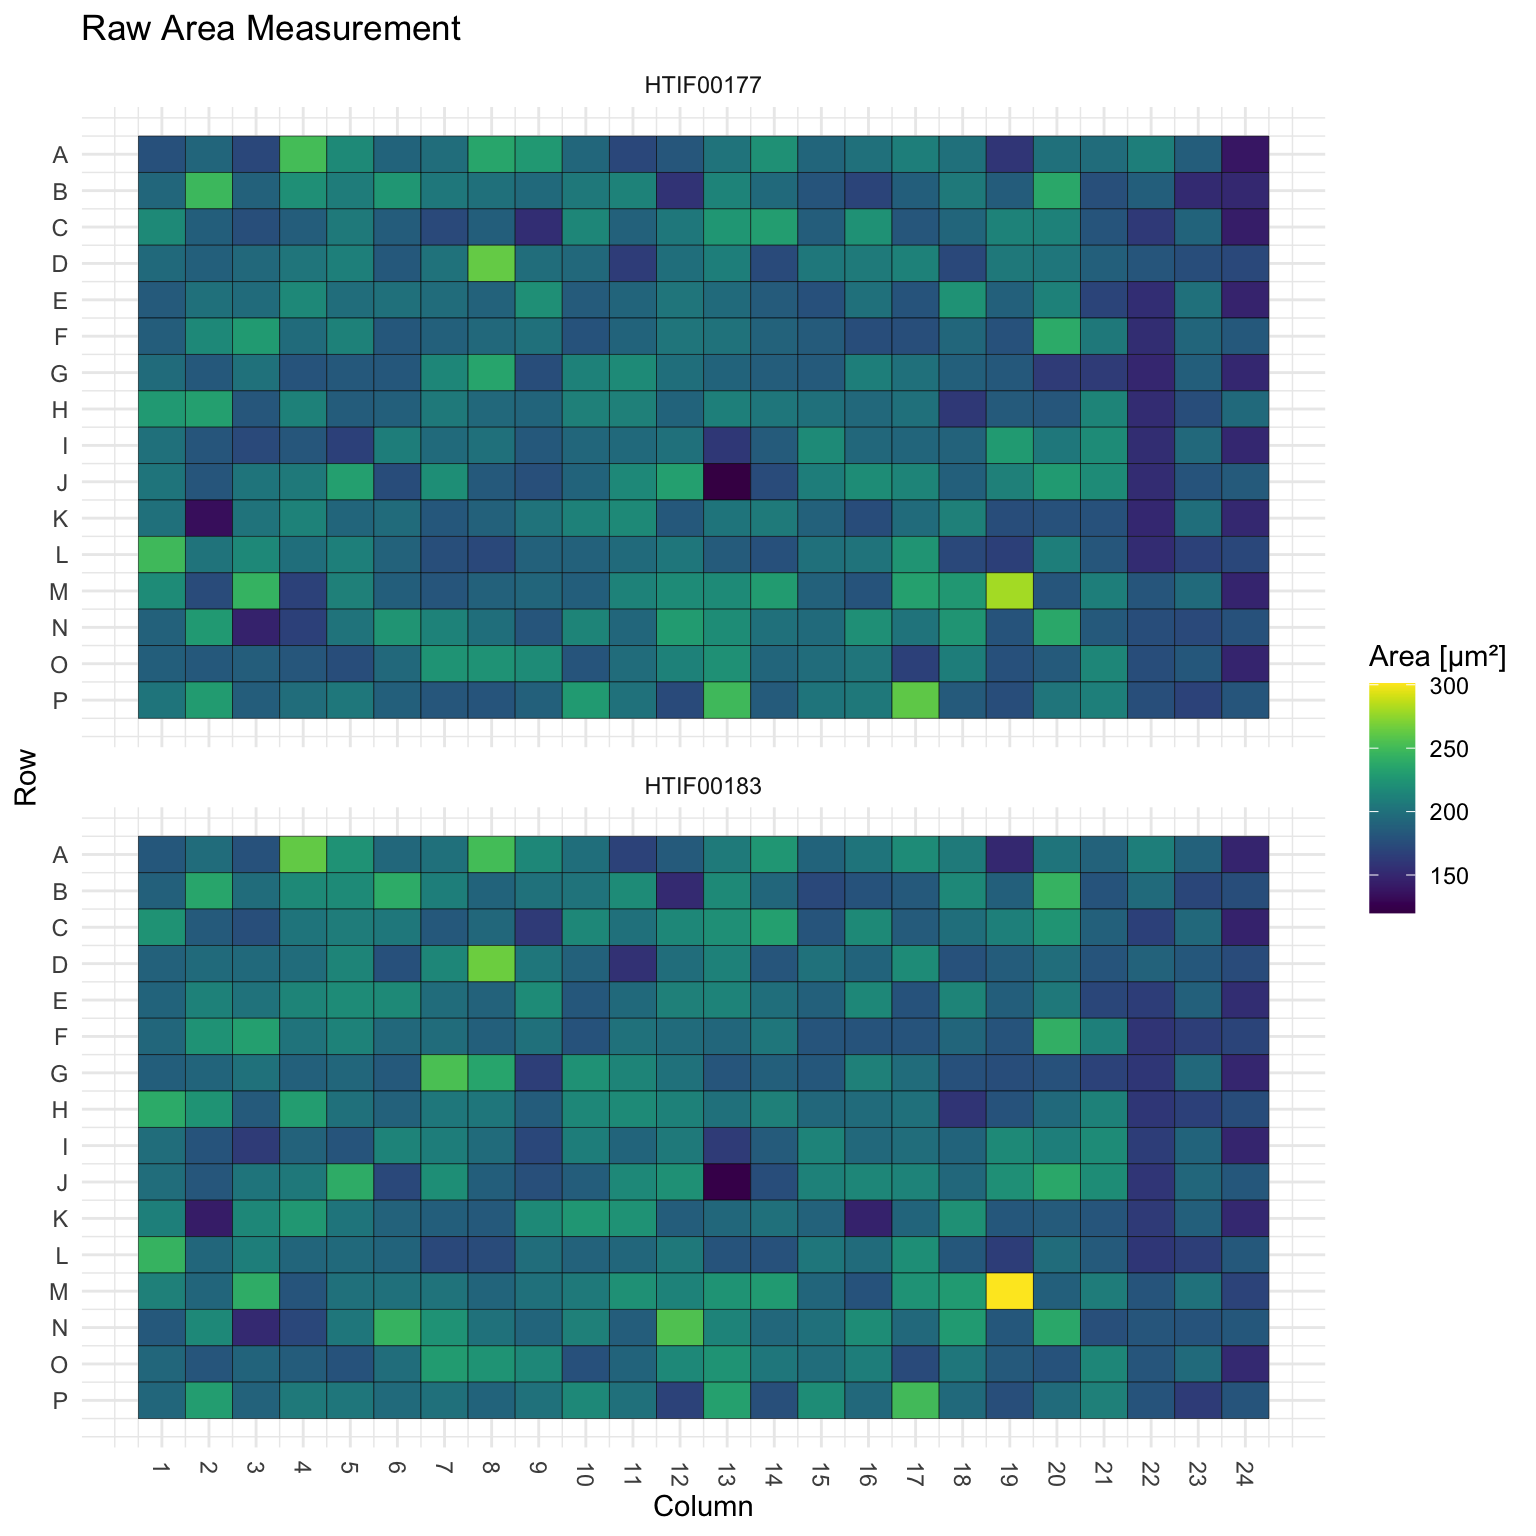 Raw Area Measurement
HTIF00177
A
B
C
D
E
F
G
H
I
J
K
L
M
N
O
P
Row
HTIF00183
A
B
C
D
E
F
G
H
I
J
K
L
M
N
O
P
1 2 3 4 5 6 7 8 9 10 11 12 13 14 15 16 17 18 19 20 21 22 23 24
Column
Area [µm²]
300
250
200
150